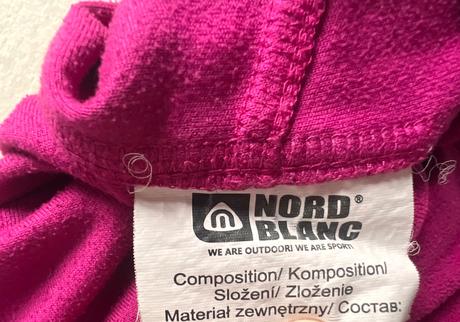 NORD®
BLANC
WE ARE OUTDOOR! WE ARE SPORT!
Composition/ Komposition/
Složení/ Zloženie
Materiał zewnętrzny/ Состав: